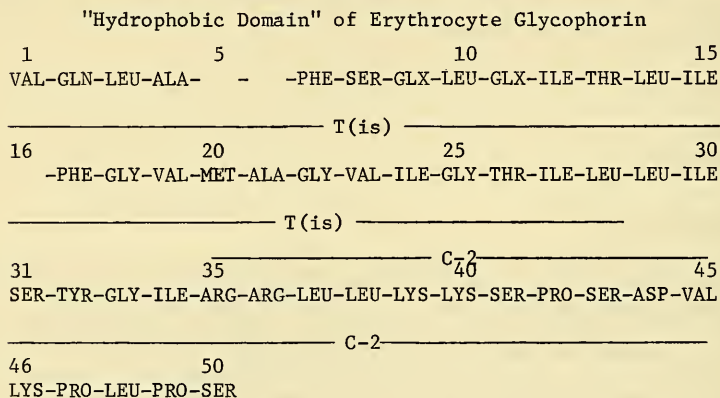 "Hydrophobic Domain" of Erythrocyte Glycophorin
1 5 10 15
VAL-GLN-LEU-ALA- - -PHE-SER-GLX-LEU-GLX-ILE-THR-LEU-ILE
T(is)
16 20 25 30
-PHE-GLY-VAL-MET-ALA-GLY-VAL-ILE-GLY-THR-ILE-LEU-LEU-ILE
T(is)
C-2
31 35 40 45
SER-TYR-GLY-ILE-ARG-ARG-LEU-LEU-LYS-LYS-SER-PRO-SER-ASP-VAL
C-2
46 50
LYS-PRO-LEU-PRO-SER